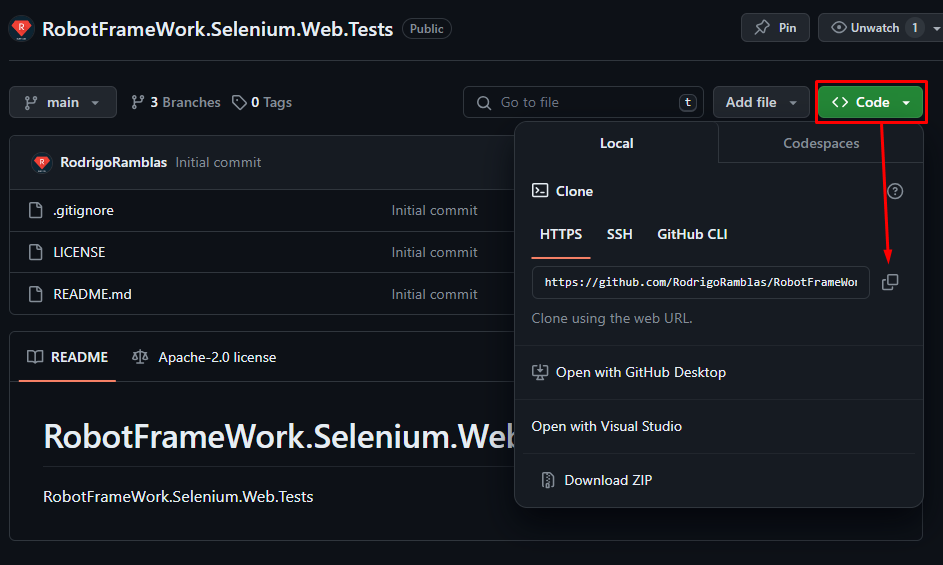 RobotFrameWork.Selenium.Web.Tests Public Pin Unwatch 1
main 3 Branches 0 Tags Go to file t Add file Code
Local Codespaces
RodrigoRamblas Initial commit
Clone
.gitignore Initial commit
HTTPS SSH GitHub CLI
LICENSE Initial commit
https://github.com/RodrigoRamblas/RobotFrameWor
README.md Initial commit
Clone using the web URL.
README Apache-2.0 license
Open with GitHub Desktop
Open with Visual Studio
RobotFrameWork.Selenium.Web
Download ZIP
RobotFrameWork.Selenium.Web.Tests